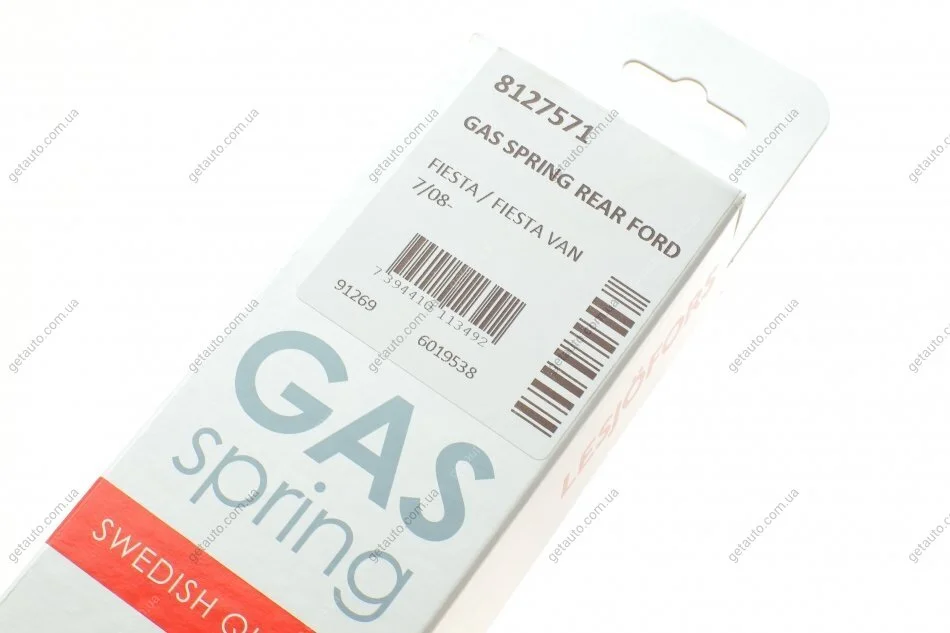 8127571
GAS SPRING REAR FORD
FIESTA / FIESTA VAN
7/08-
7 394410 113492
91269
6019538
GAS
spring
SWEDISH
LESJÖFORS
getauto.com.ua